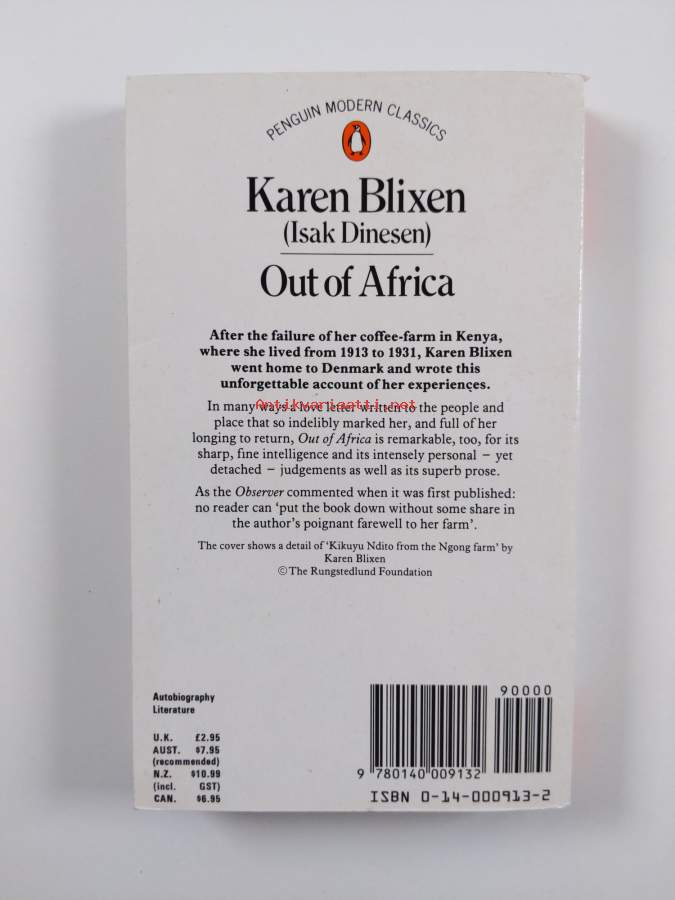 PENGUIN MODERN CLASSICS
Karen Blixen
(Isak Dinesen)
Out of Africa
After the failure of her coffee-farm in Kenya,
where she lived from 1913 to 1931, Karen Blixen
went home to Denmark and wrote this
unforgettable account of her experiences.
Antikvariaatti.net
In many ways a love letter written to the people and
place that so indelibly marked her, and full of her
longing to return, Out of Africa is remarkable, too, for its
sharp, fine intelligence and its intensely personal – yet
detached – judgements as well as its superb prose.
As the Observer commented when it was first published:
no reader can ‘put the book down without some share in
the author’s poignant farewell to her farm’.
The cover shows a detail of ‘Kikuyu Ndito from the Ngong farm’ by
Karen Blixen
©The Rungstedlund Foundation
Autobiography
Literature
U.K. £2.95
AUST. $7.95
(recommended)
N.Z. $10.99
(incl. GST)
CAN. $6.95
90000
9 780140 009132
ISBN 0-14-000913-2